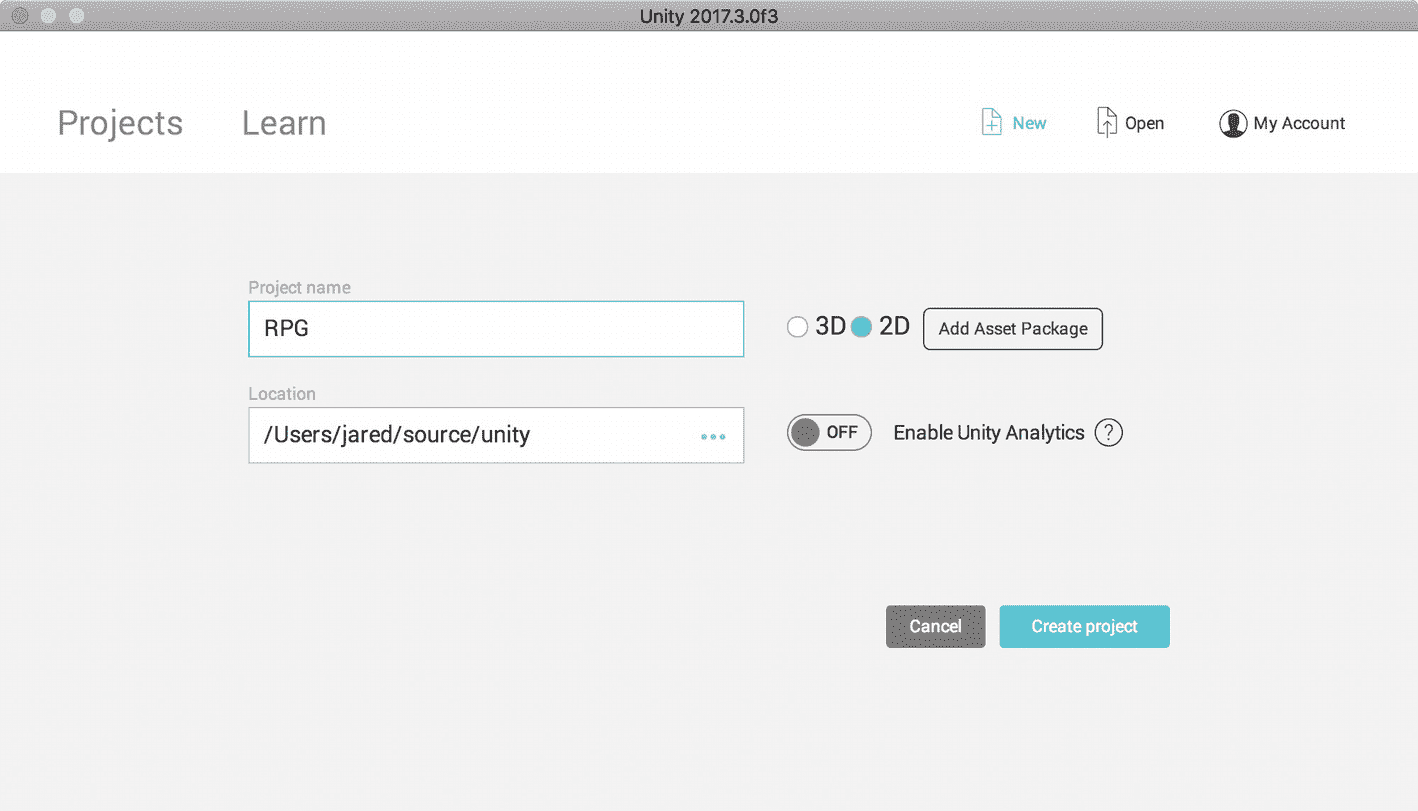 Unity 2017.3.0f3
Projects Learn New Open My Account
Project name
RPG 3D 2D Add Asset Package
Location
/Users/jared/source/unity ••• OFF Enable Unity Analytics ?
Cancel Create project